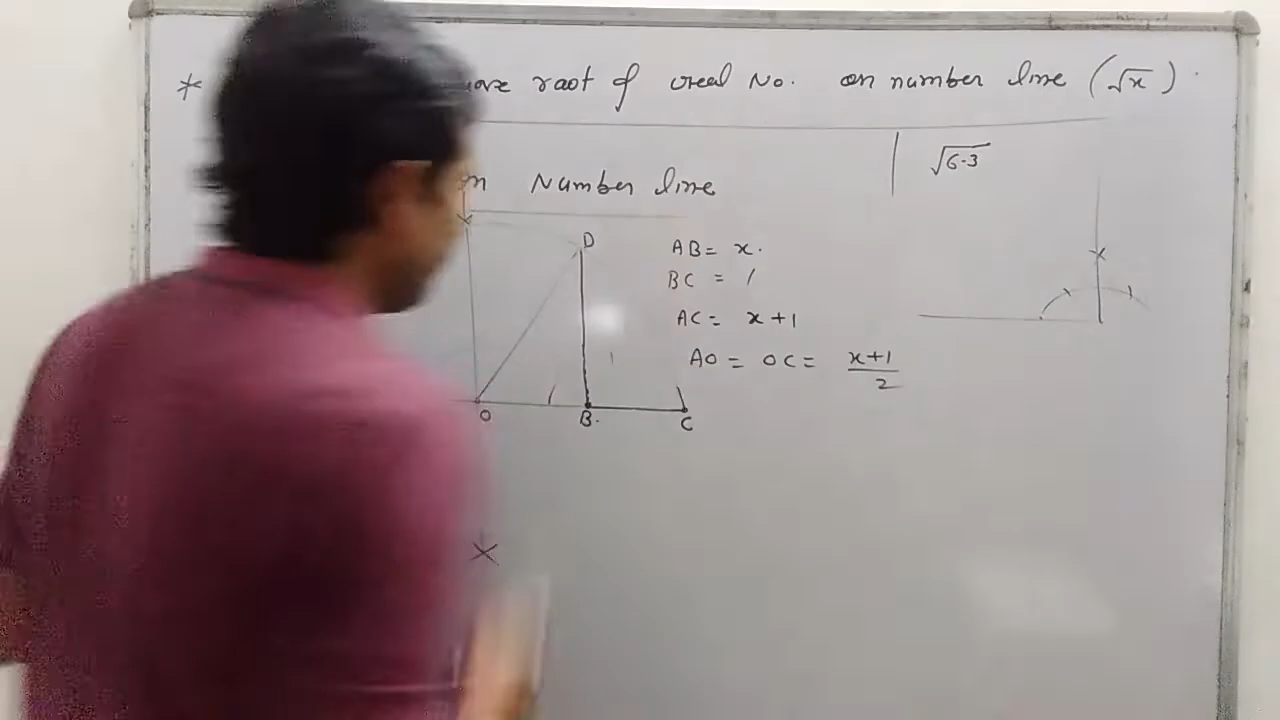 * root of real No. on number line (√x).
on Number line
√6.3
D
AB = x.
BC = 1
AC = x+1
AO = OC = x+1/2
O B. C